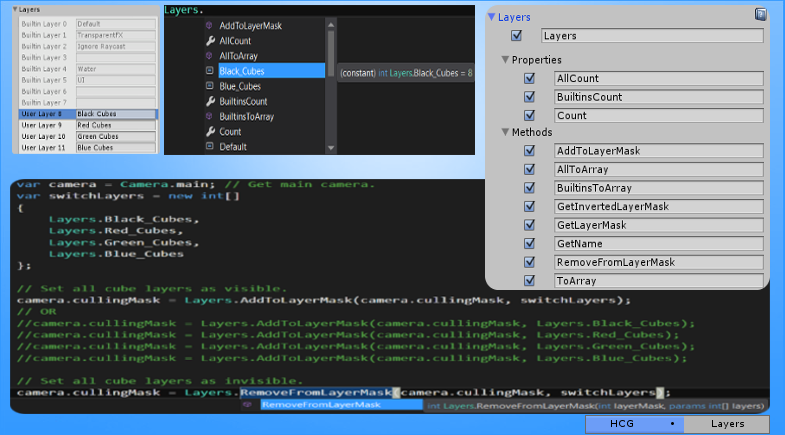 Layers
Builtin Layer 0 Default
Builtin Layer 1 TransparentFX
Builtin Layer 2 Ignore Raycast
Builtin Layer 3
Builtin Layer 4 Water
Builtin Layer 5 UI
Builtin Layer 6
Builtin Layer 7
User Layer 8 Black Cubes
User Layer 9 Red Cubes
User Layer 10 Green Cubes
User Layer 11 Blue Cubes
Layers.
AddToLayerMask
AllCount
AllToArray
Black_Cubes
(constant) int Layers.Black_Cubes = 8
Blue_Cubes
BuiltinsCount
BuiltinsToArray
Count
Default
Layers
Layers
Properties
AllCount
BuiltinsCount
Count
Methods
AddToLayerMask
AllToArray
BuiltinsToArray
GetInvertedLayerMask
GetLayerMask
GetName
RemoveFromLayerMask
ToArray
var camera = Camera.main; // Get main camera.
var switchLayers = new int[]
{
Layers.Black_Cubes,
Layers.Red_Cubes,
Layers.Green_Cubes,
Layers.Blue_Cubes
};
// Set all cube layers as visible.
camera.cullingMask = Layers.AddToLayerMask(camera.cullingMask, switchLayers);
// OR
//camera.cullingMask = Layers.AddToLayerMask(camera.cullingMask, Layers.Black_Cubes);
//camera.cullingMask = Layers.AddToLayerMask(camera.cullingMask, Layers.Red_Cubes);
//camera.cullingMask = Layers.AddToLayerMask(camera.cullingMask, Layers.Green_Cubes);
//camera.cullingMask = Layers.AddToLayerMask(camera.cullingMask, Layers.Blue_Cubes);
// Set all cube layers as invisible.
camera.cullingMask = Layers.RemoveFromLayerMask(camera.cullingMask, switchLayers);
RemoveFromLayerMask int Layers.RemoveFromLayerMask(int layerMask, params int[] layers)
HCG Layers